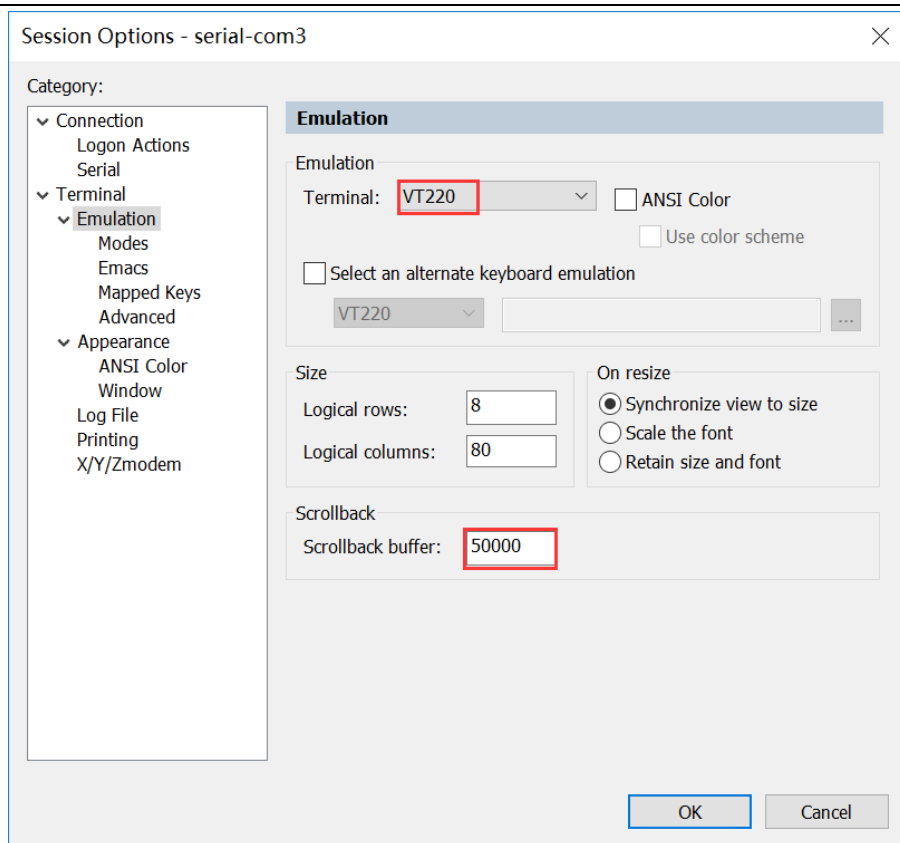 Session Options - serial-com3
Category:
Connection
Logon Actions
Serial
Terminal
Emulation
Modes
Emacs
Mapped Keys
Advanced
Appearance
ANSI Color
Window
Log File
Printing
X/Y/Zmodem
Emulation
Emulation
Terminal: VT220 ANSI Color
Use color scheme
Select an alternate keyboard emulation
VT220 ...
Size
Logical rows: 8
Logical columns: 80
On resize
Synchronize view to size
Scale the font
Retain size and font
Scrollback
Scrollback buffer: 50000
OK Cancel